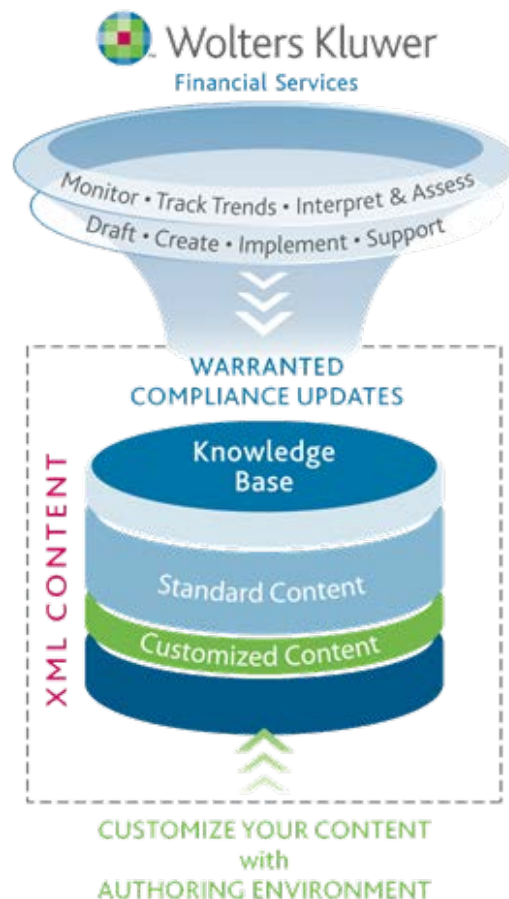 Wolters Kluwer
Financial Services
Monitor • Track Trends • Interpret & Assess
Draft • Create • Implement • Support
WARRANTED
COMPLIANCE UPDATES
Knowledge
Base
XML CONTENT
Standard Content
Customized Content
CUSTOMIZE YOUR CONTENT
with
AUTHORING ENVIRONMENT